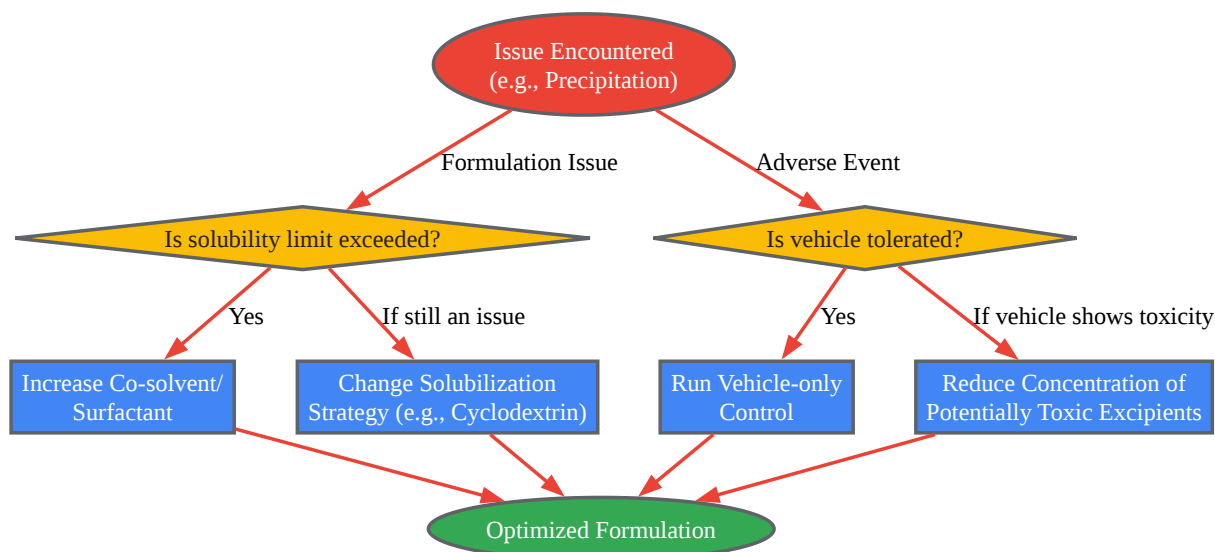 Issue Encountered
(e.g., Precipitation)
Formulation Issue
Adverse Event
Is solubility limit exceeded?
Is vehicle tolerated?
Yes
If still an issue
Yes
If vehicle shows toxicity
Increase Co-solvent/
Surfactant
Change Solubilization
Strategy (e.g., Cyclodextrin)
Run Vehicle-only
Control
Reduce Concentration of
Potentially Toxic Excipients
Optimized Formulation